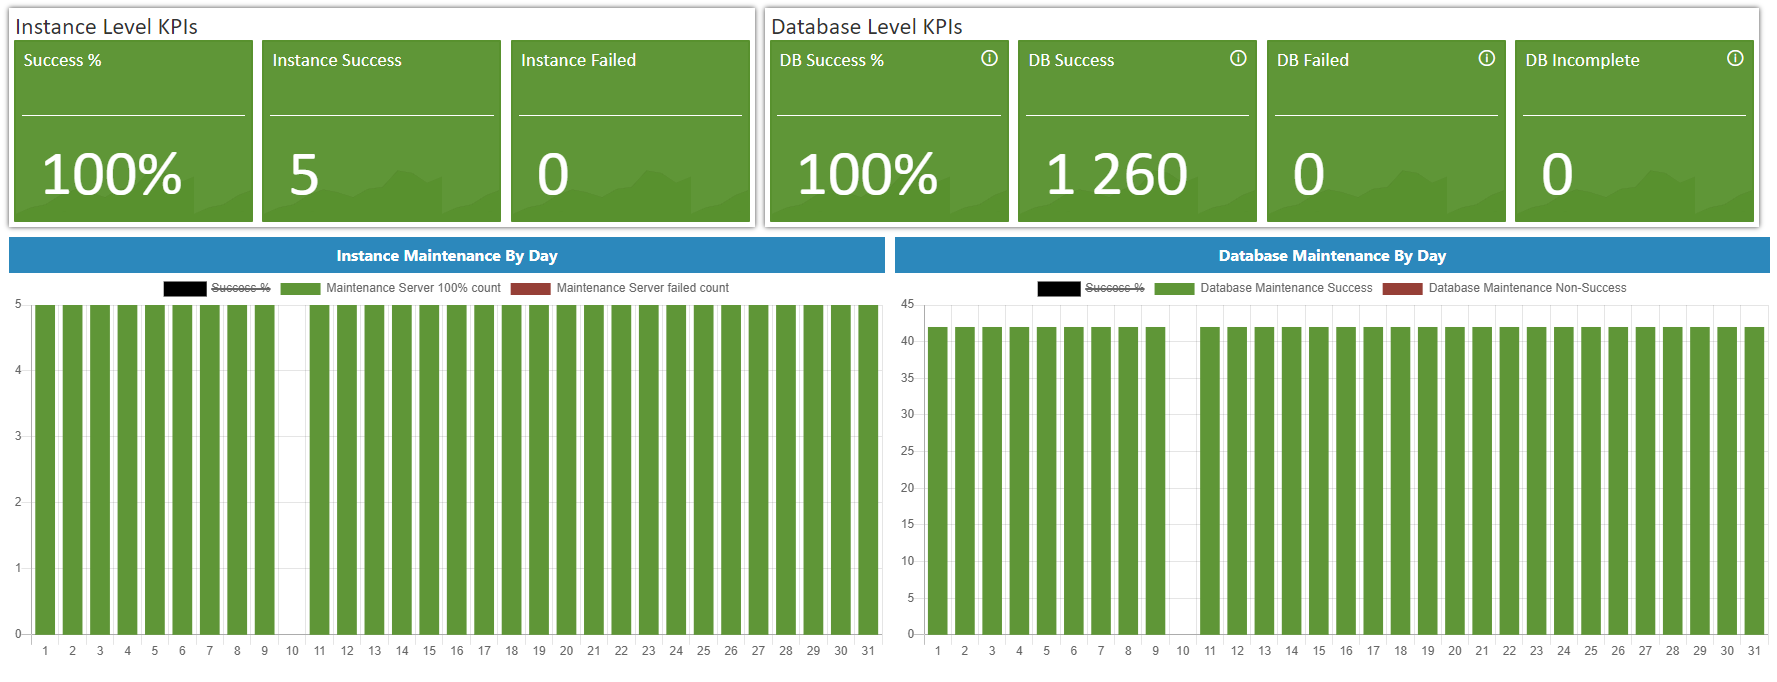 Instance Level KPIs
Success %
Instance Success
Instance Failed
100%
5
0
Database Level KPIs
DB Success %
DB Success
DB Failed
DB Incomplete
100%
1 260
0
0
Instance Maintenance By Day
Success % Maintenance Server 100% count Maintenance Server failed count
5
4
3
2
1
0
1 2 3 4 5 6 7 8 9 10 11 12 13 14 15 16 17 18 19 20 21 22 23 24 25 26 27 28 29 30 31
Database Maintenance By Day
Success % Database Maintenance Success Database Maintenance Non-Success
45
40
35
30
25
20
15
10
5
0
1 2 3 4 5 6 7 8 9 10 11 12 13 14 15 16 17 18 19 20 21 22 23 24 25 26 27 28 29 30 31